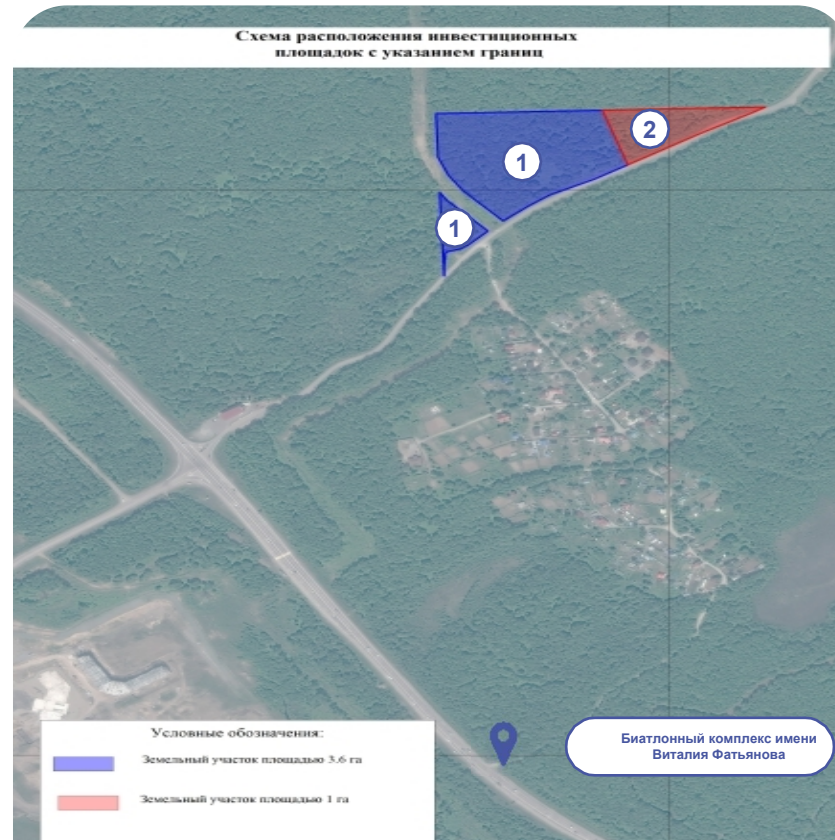 Схема расположения инвестиционных
площадок с указанием границ
2
1
1
Биатлонный комплекс имени
Виталия Фатьянова
Условные обозначения:
Земельный участок площадью 3.6 га
Земельный участок площадью 1 га